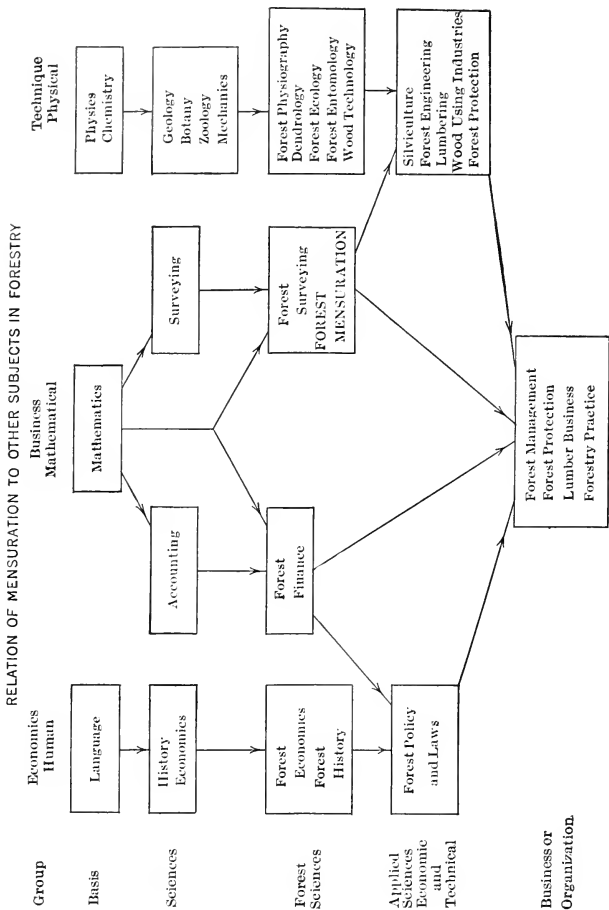 RELATION OF MENSURATION TO OTHER SUBJECTS IN FORESTRY
Group
Economics
Human
Business
Mathematical
Technique
Physical
Basis
Language
Mathematics
Physics
Chemistry
Sciences
History
Economics
Accounting
Surveying
Geology
Botany
Zoology
Mechanics
Forest
Sciences
Forest
Economics
Forest
History
Forest
Finance
Forest
Surveying
FOREST
MENSURATION
Forest Physiography
Dendrology
Forest Ecology
Forest Entomology
Wood Technology
Applied
Sciences
Economic
and
Technical
Forest Policy
and Laws
Silviculture
Forest Engineering
Lumbering
Wood Using Industries
Forest Protection
Business or
Organization
Forest Management
Forest Protection
Lumber Business
Forestry Practice